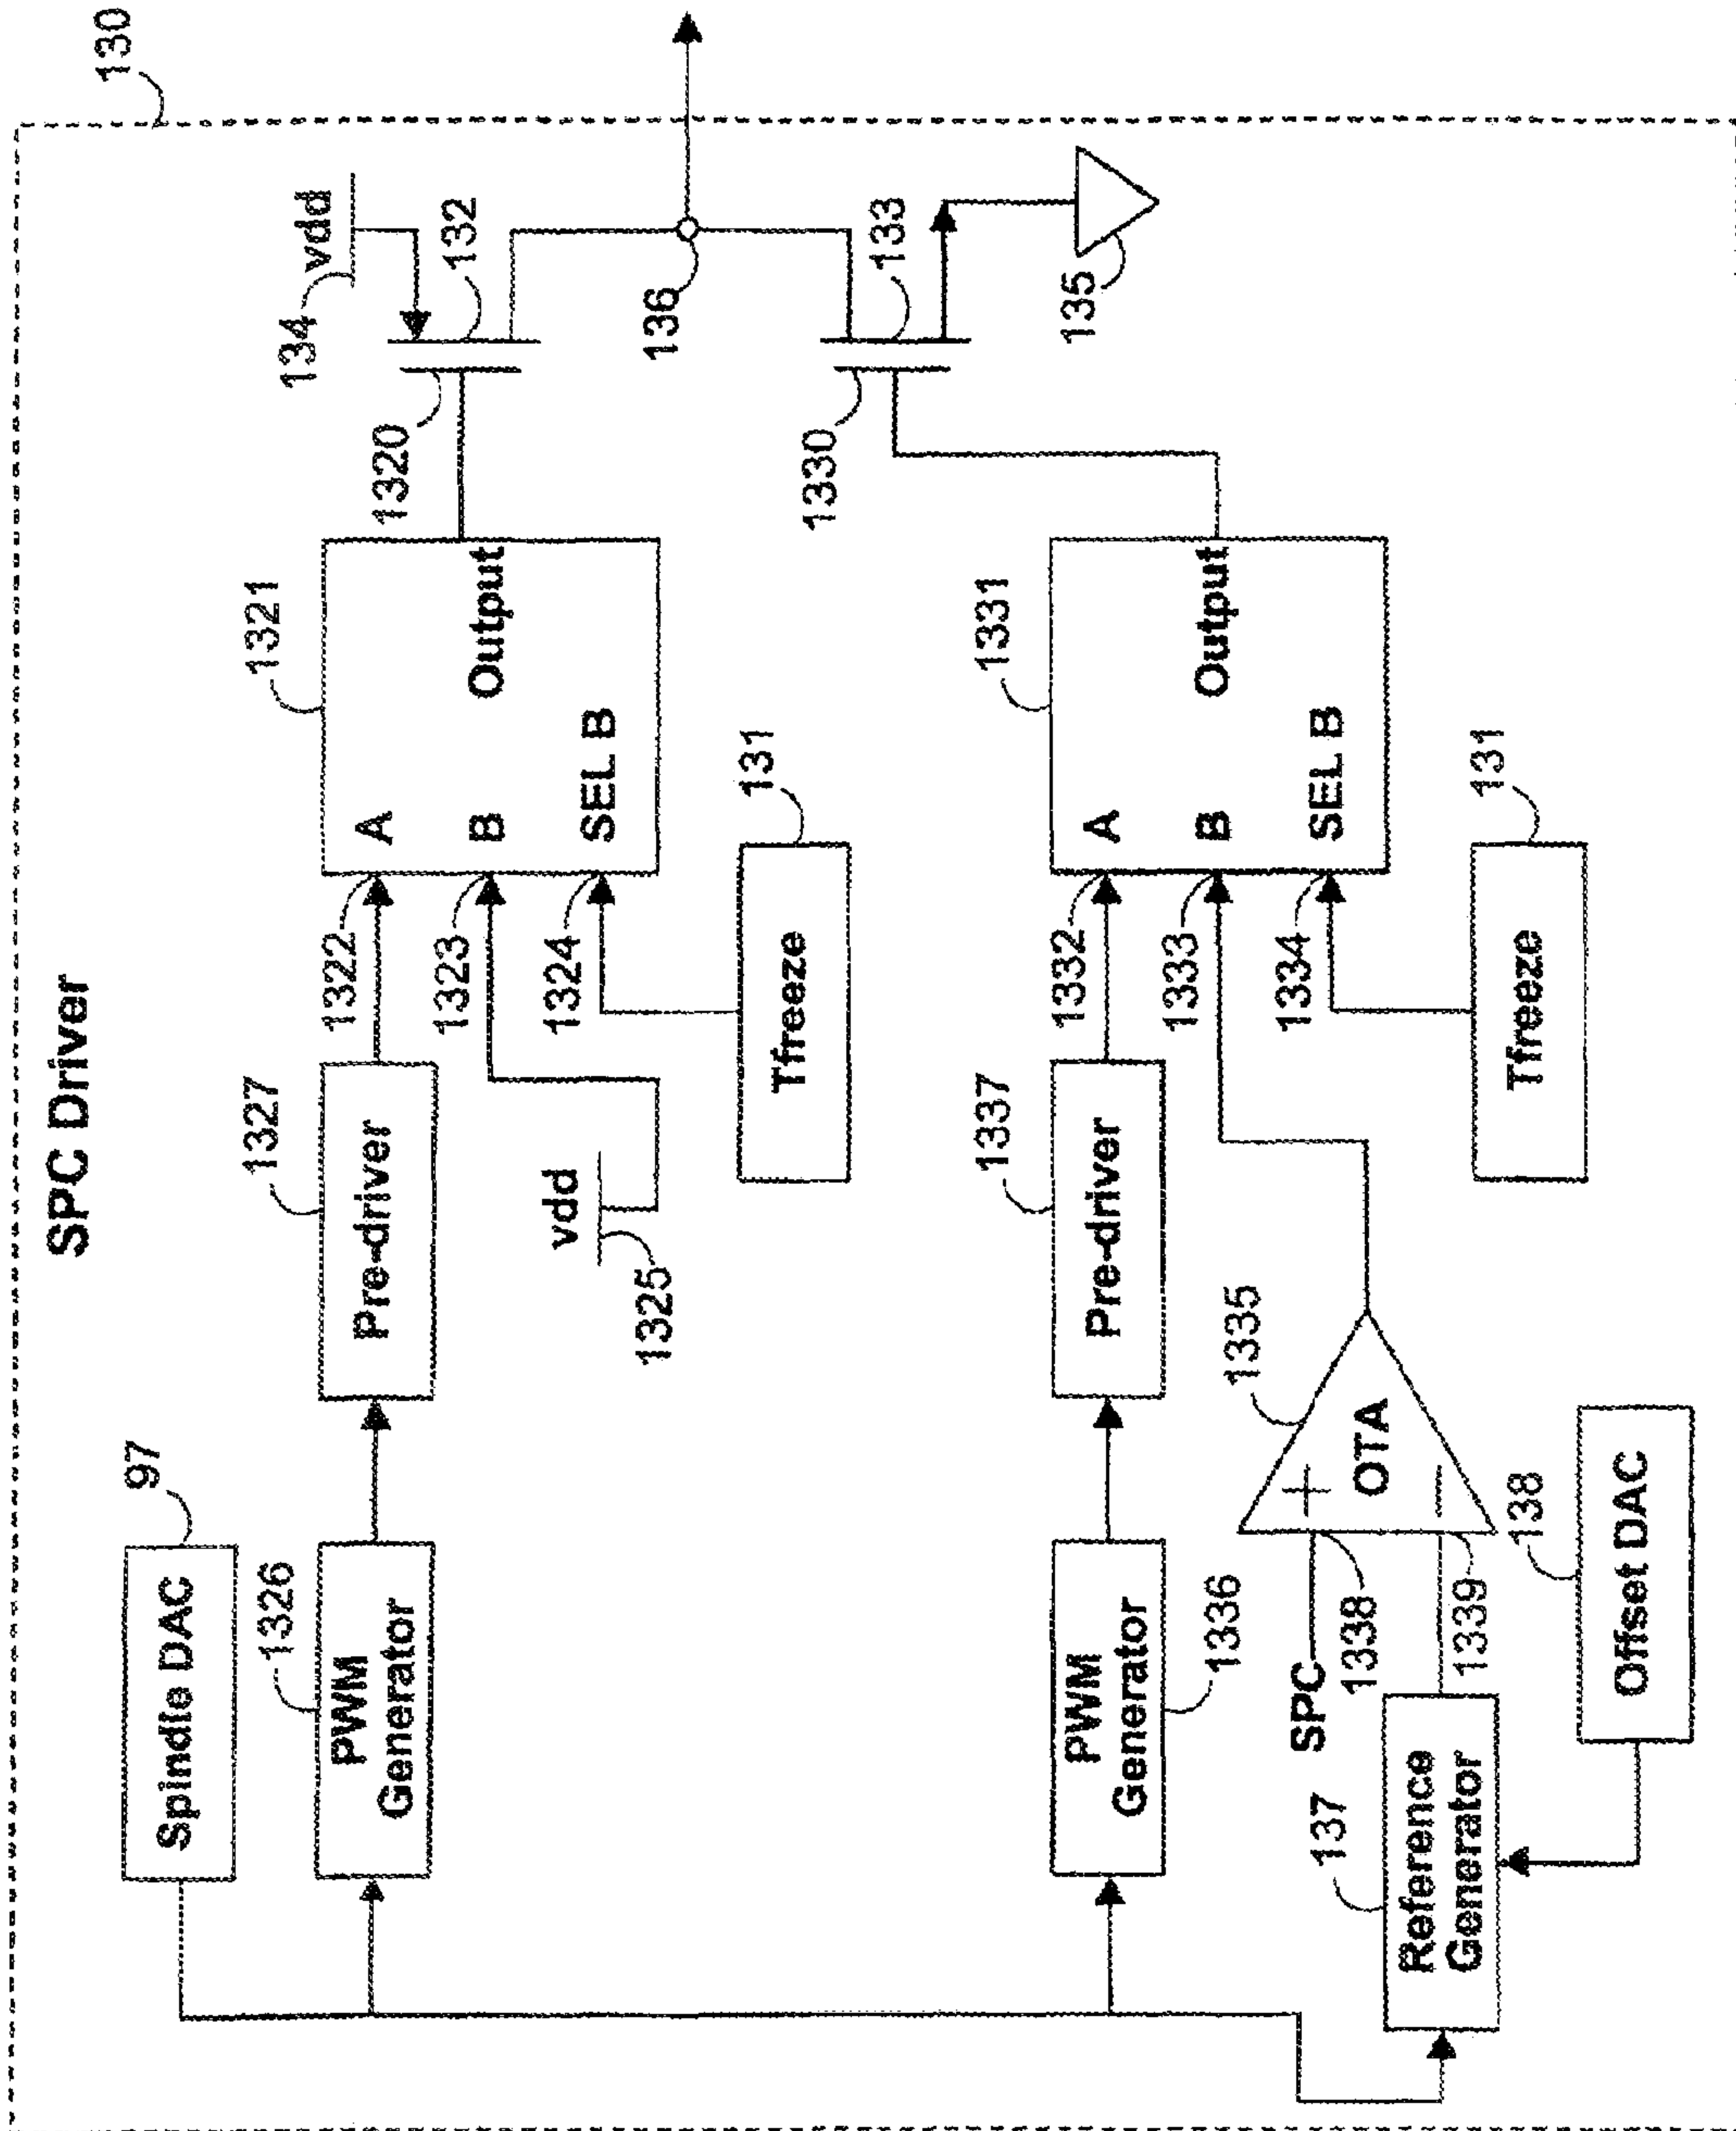 SPC Driver
130
Spindle DAC
97
PWM
Generator
1326
Pre-driver
1327
A
B
SEL B
Output
1321
1322
1323
1324
vdd
1325
Tfreeze
131
1320
132
134
vdd
136
PWM
Generator
1336
Pre-driver
1337
A
B
SEL B
Output
1331
1332
1333
1334
Tfreeze
131
1330
133
135
SPC
1338
1339
OTA
1335
Reference
Generator
137
Offset DAC
138